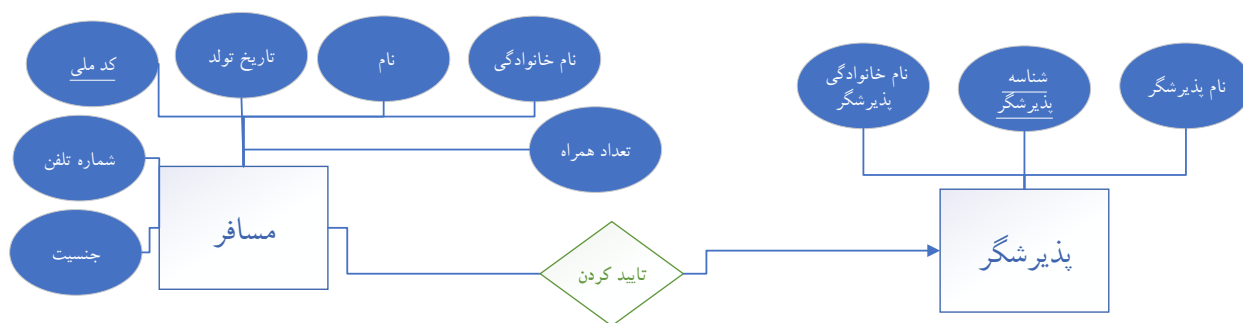 نام پذیرشگر
شناسه
پذیرشگر
نام خانوادگی
پذیرشگر
نام خانوادگی
نام
تاریخ تولد
کد ملی
تعداد همراه
شماره تلفن
جنسیت
مسافر
تایید کردن
پذیرشگر